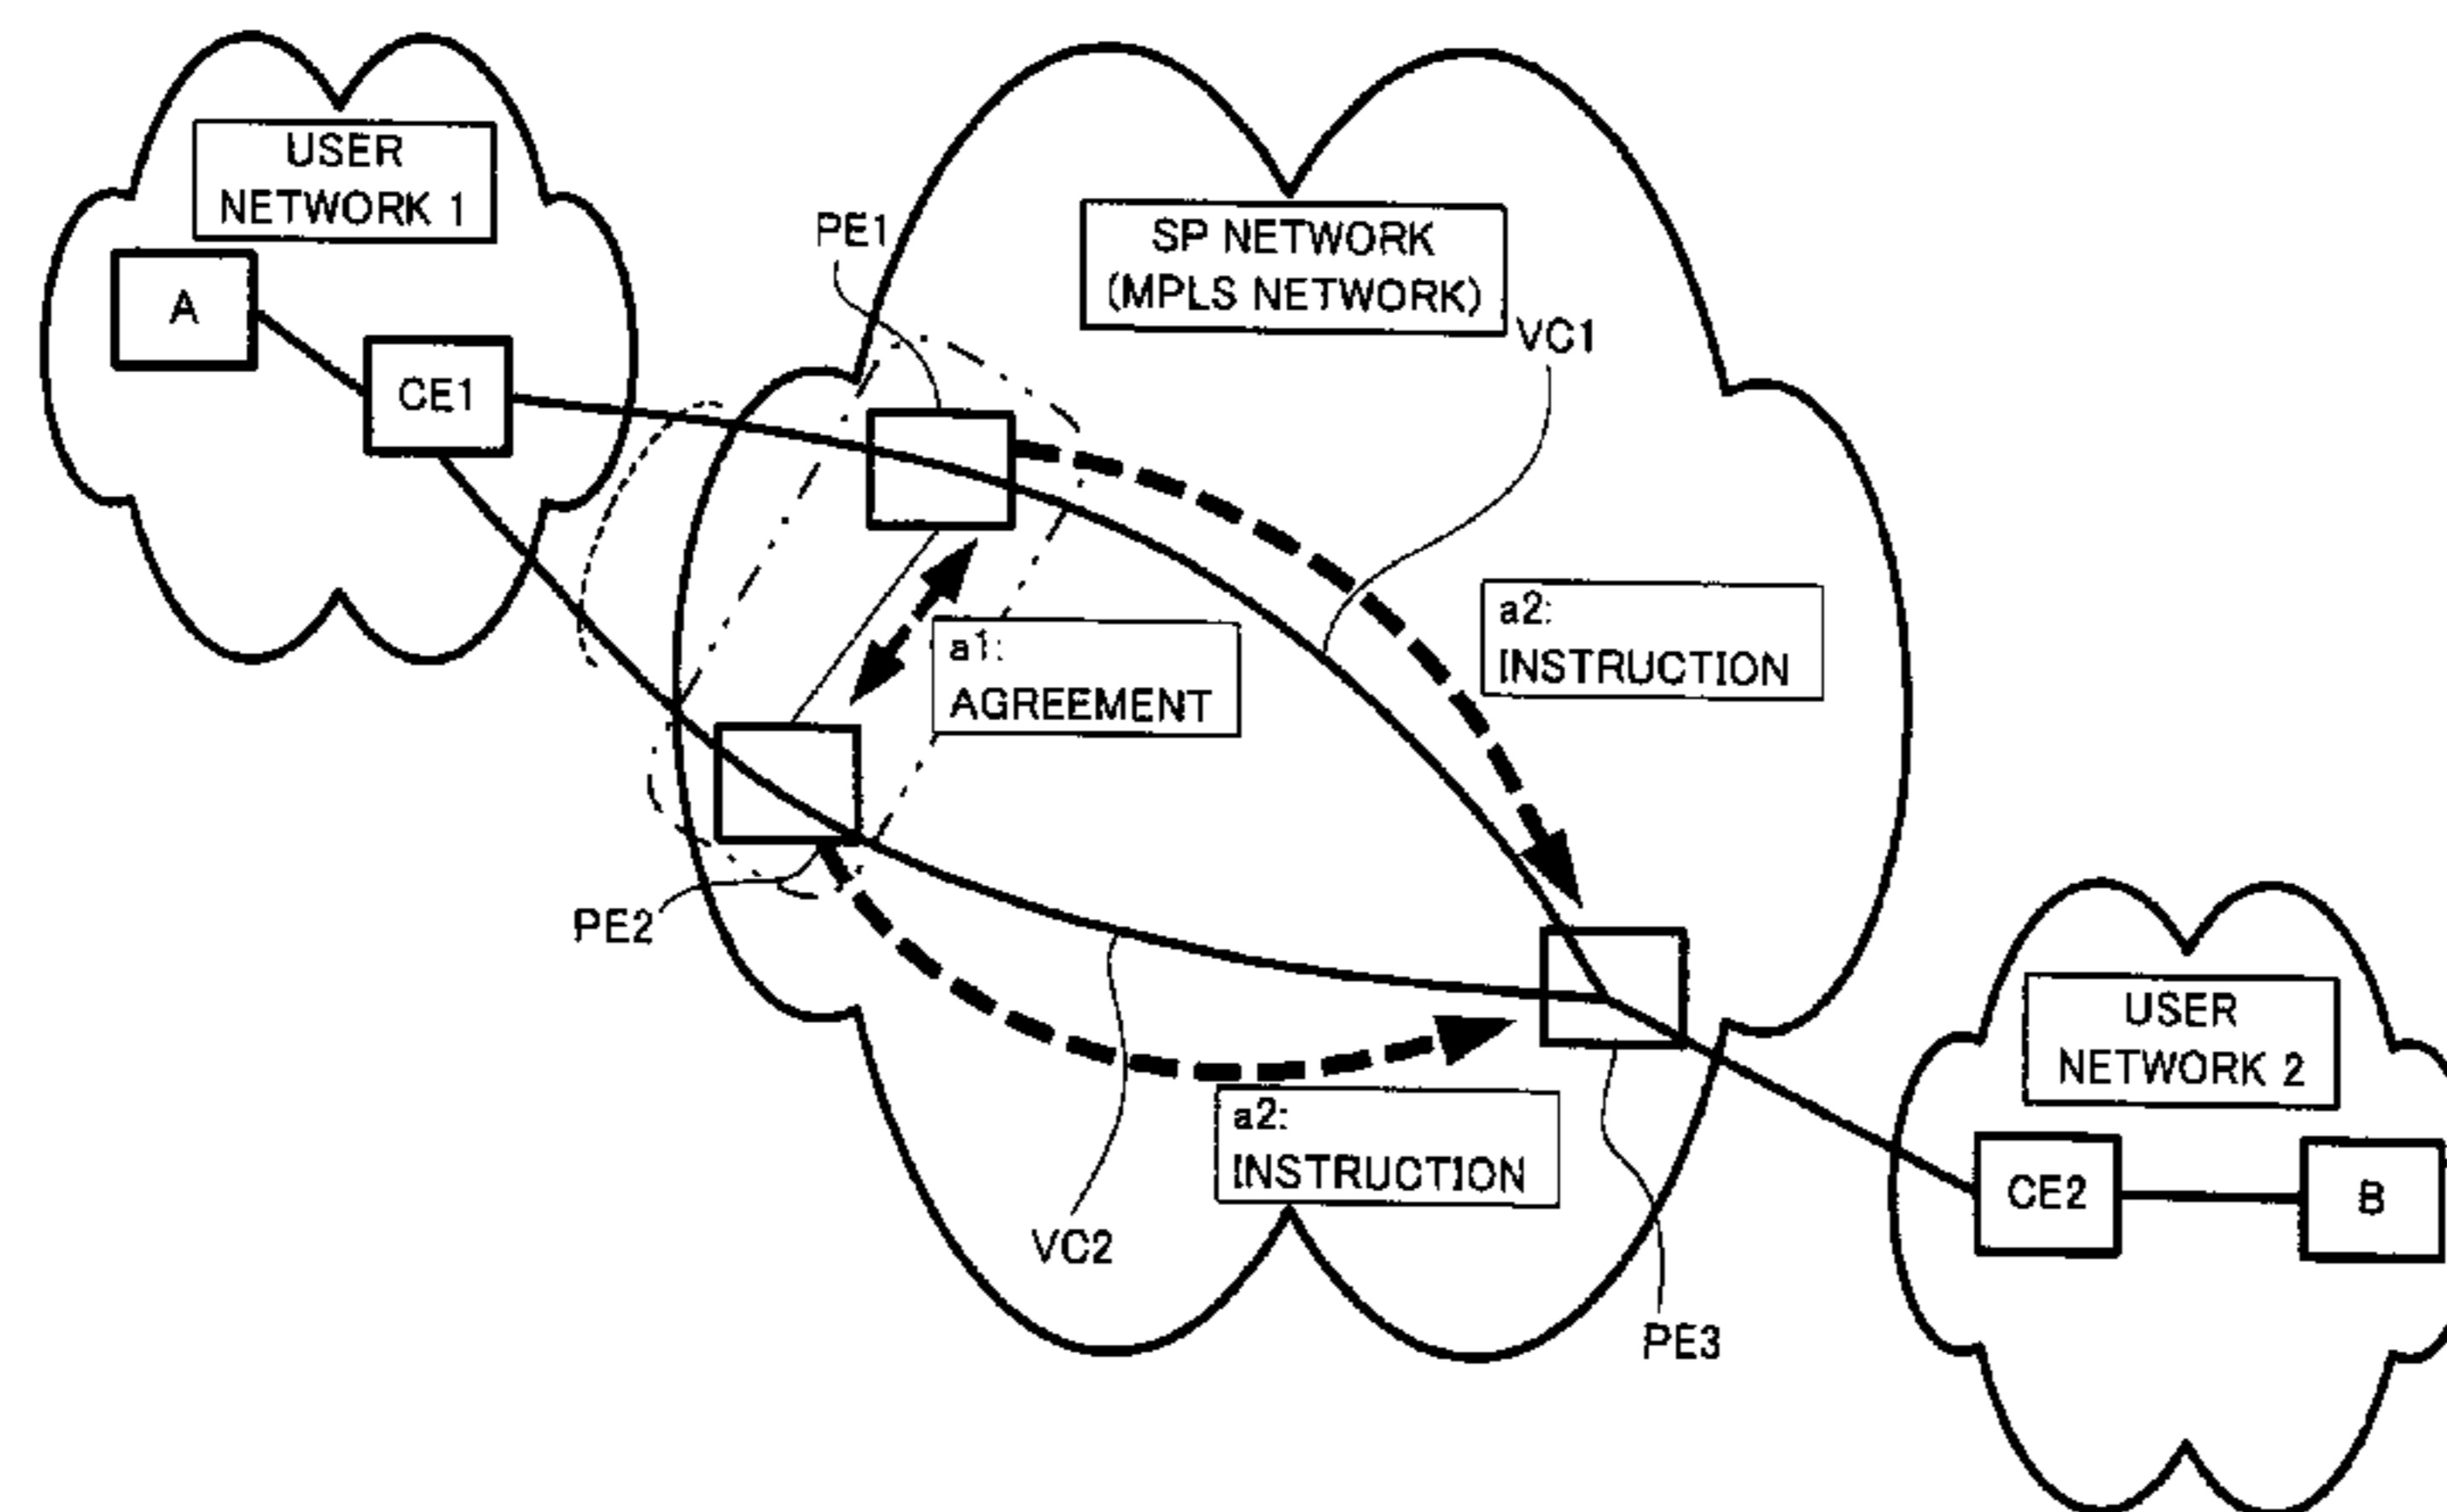 USER
NETWORK 1
A
CE1
PE1
SP NETWORK
(MPLS NETWORK)
VC1
a2:
INSTRUCTION
a1:
AGREEMENT
PE2
a2:
INSTRUCTION
VC2
PE3
USER
NETWORK 2
CE2
B